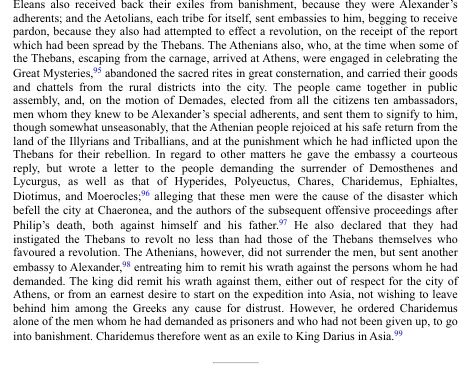 Eleans also received back their exiles from banishment, because they were Alexander's
adherents; and the Aetolians, each tribe for itself, sent embassies to him, begging to receive
pardon, because they also had attempted to effect a revolution, on the receipt of the report
which had been spread by the Thebans. The Athenians also, who, at the time when some of
the Thebans, escaping from the carnage, arrived at Athens, were engaged in celebrating the
Great Mysteries,95 abandoned the sacred rites in great consternation, and carried their goods
and chattels from the rural districts into the city. The people came together in public
assembly, and, on the motion of Demades, elected from all the citizens ten ambassadors,
men whom they knew to be Alexander's special adherents, and sent them to signify to him,
though somewhat unseasonably, that the Athenian people rejoiced at his safe return from the
land of the Illyrians and Triballians, and at the punishment which he had inflicted upon the
Thebans for their rebellion. In regard to other matters he gave the embassy a courteous
reply, but wrote a letter to the people demanding the surrender of Demosthenes and
Lycurgus, as well as that of Hyperides, Polyeuctus, Chares, Charidemus, Ephialtes,
Diotimus, and Moerocles;96 alleging that these men were the cause of the disaster which
befell the city at Chaeronea, and the authors of the subsequent offensive proceedings after
Philip's death, both against himself and his father.97 He also declared that they had
instigated the Thebans to revolt no less than had those of the Thebans themselves who
favoured a revolution. The Athenians, however, did not surrender the men, but sent another
embassy to Alexander,98 entreating him to remit his wrath against the persons whom he had
demanded. The king did remit his wrath against them, either out of respect for the city of
Athens, or from an earnest desire to start on the expedition into Asia, not wishing to leave
behind him among the Greeks any cause for distrust. However, he ordered Charidemus
alone of the men whom he had demanded as prisoners and who had not been given up, to go
into banishment. Charidemus therefore went as an exile to King Darius in Asia.99